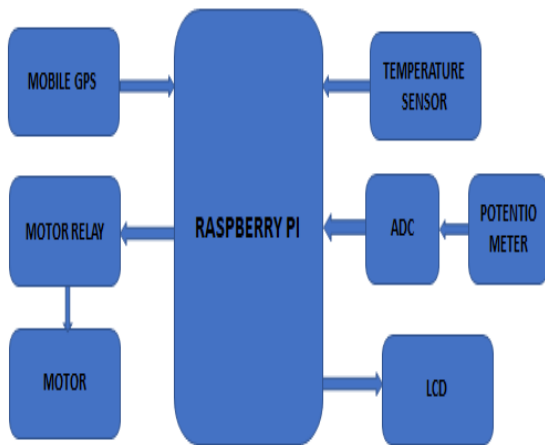 MOBILE GPS
TEMPERATURE
SENSOR
MOTOR RELAY
RASPBERRY PI
ADC
POTENTIO
METER
MOTOR
LCD